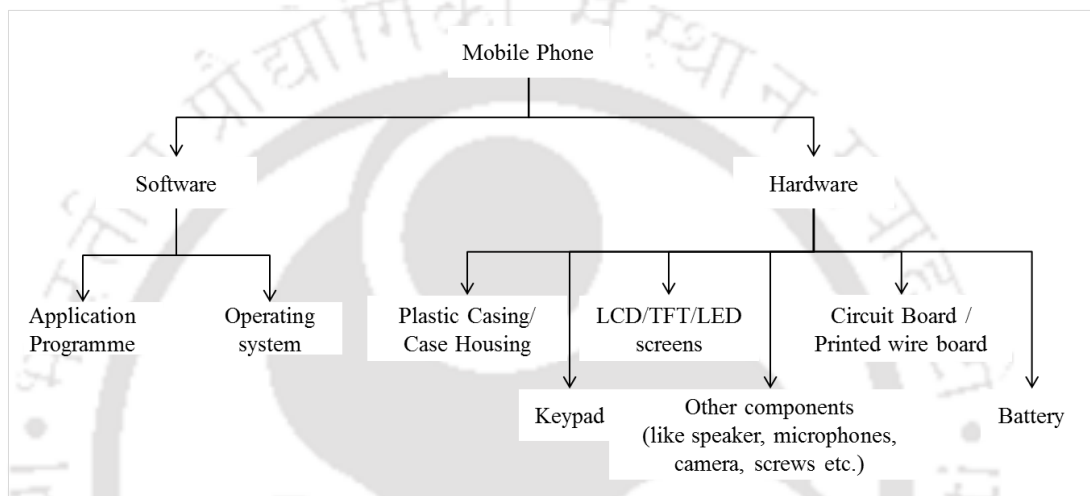 Mobile Phone
Software
Hardware
Application
Programme
Operating
system
Plastic Casing/
Case Housing
LCD/TFT/LED
screens
Circuit Board /
Printed wire board
Keypad
Other components
(like speaker, microphones,
camera, screws etc.)
Battery